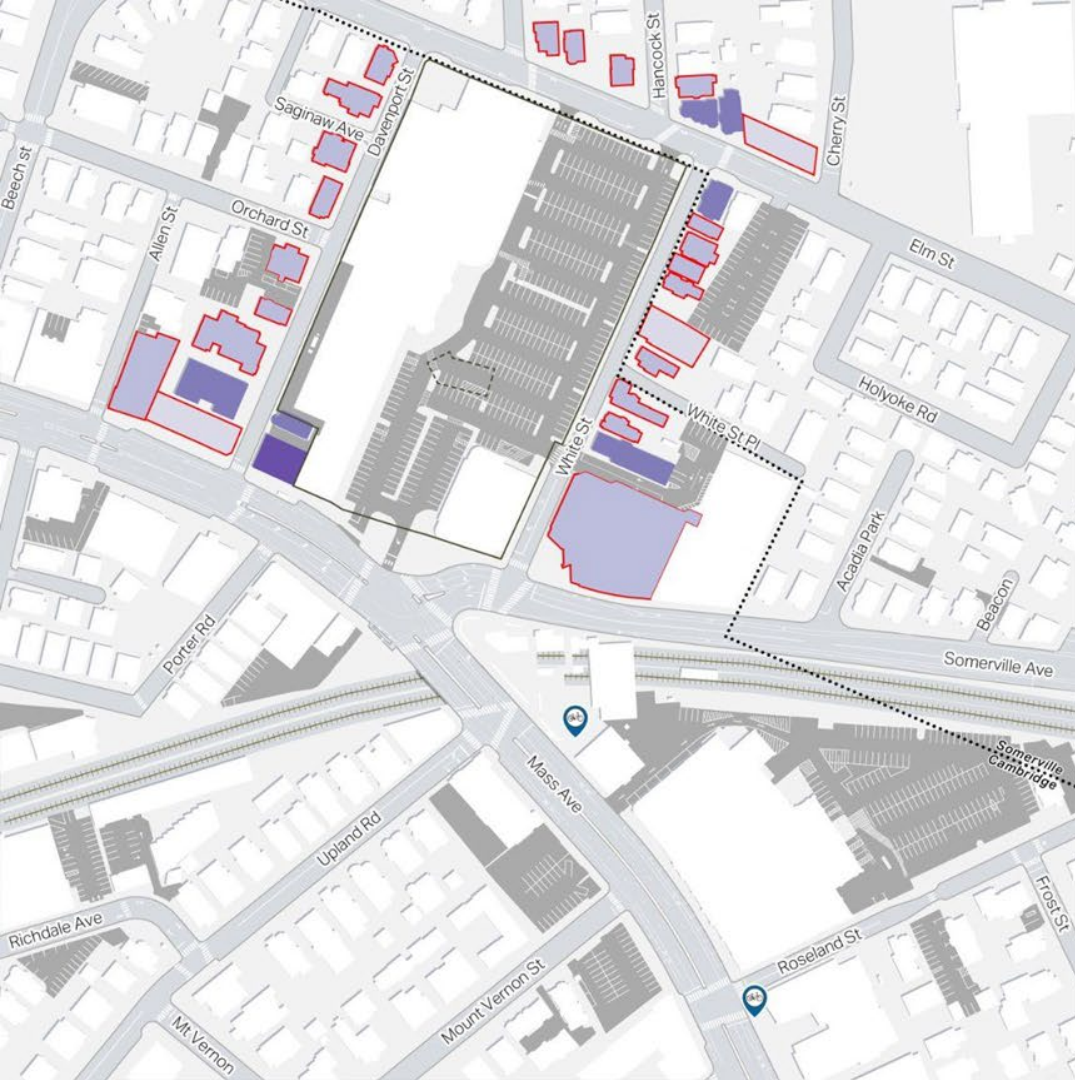 Hancock St
Cherry St
Davenport St
Saginaw Ave
Beech st
Allen St
Orchard St
Elm St
Holyoke Rd
White St Pl
White St
Acadia Park
Beacon
Porter Rd
Somerville Ave
Somerville
Cambridge
Mass Ave
Upland Rd
Frost St
Richdale Ave
Roseland St
Mount Vernon St
Mt Vernon